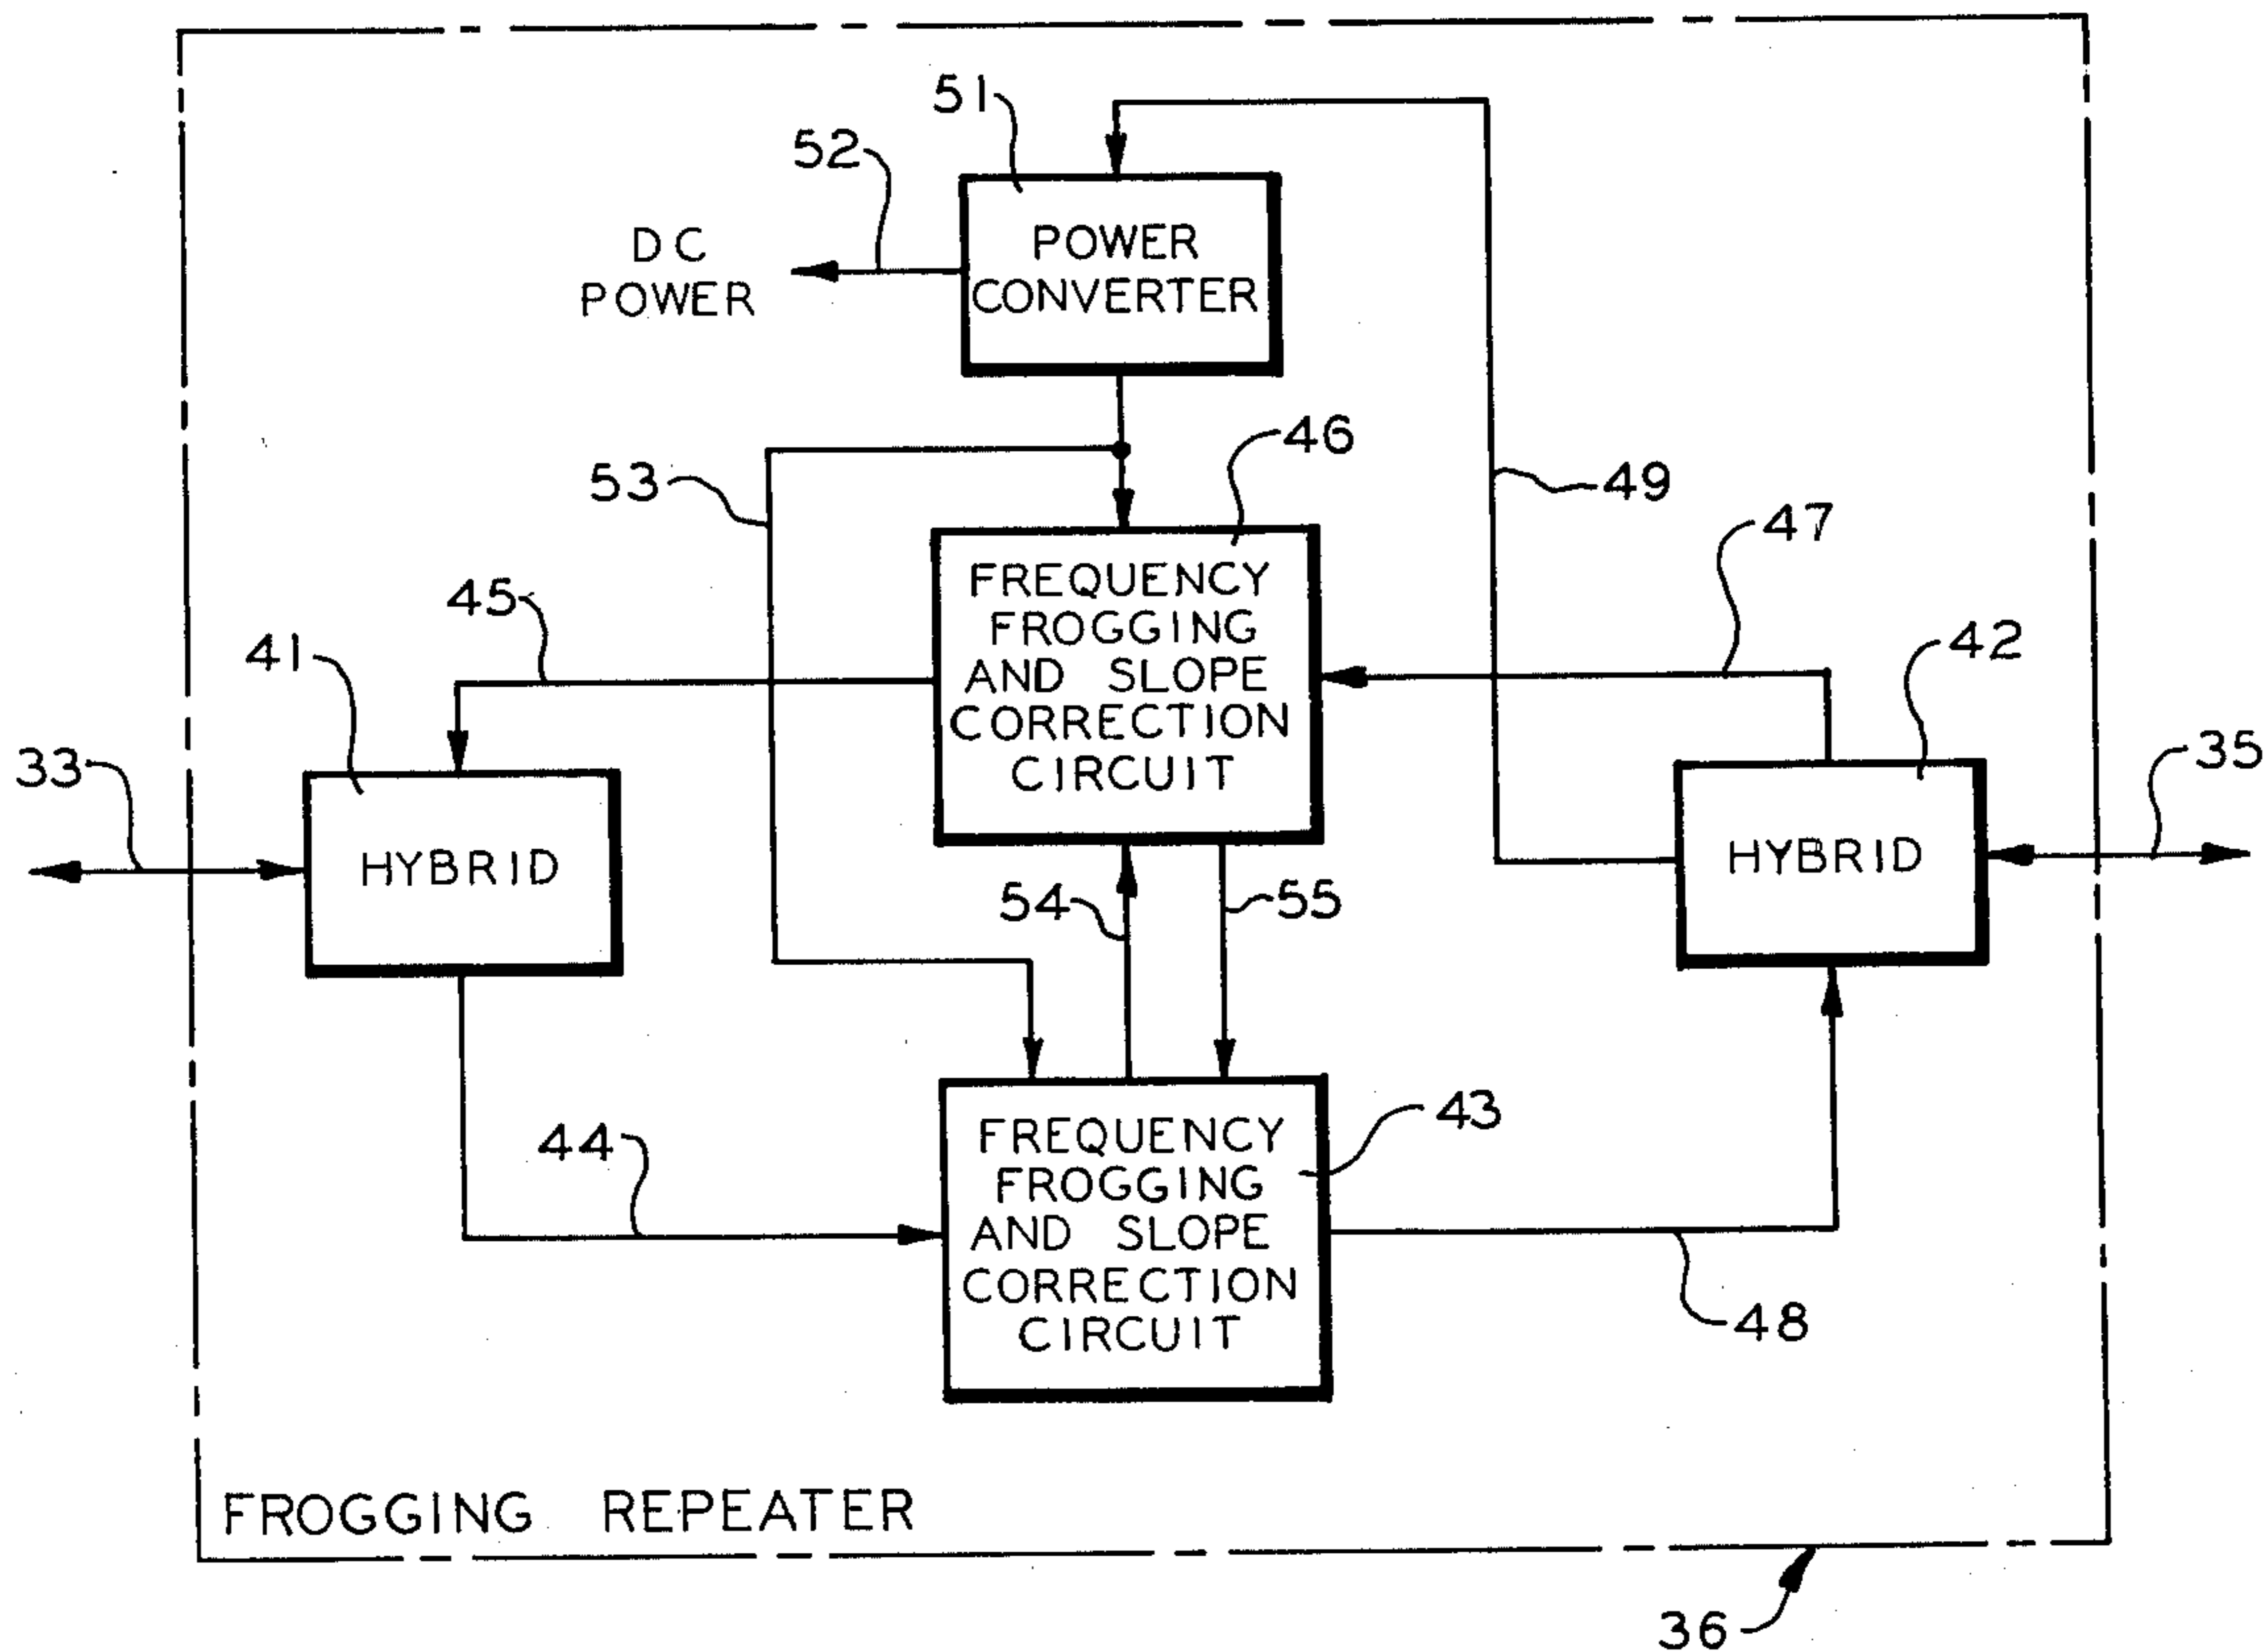 51
52
DC
POWER
POWER
CONVERTER
46
53
49
47
FREQUENCY
FROGGING
AND SLOPE
CORRECTION
CIRCUIT
45
41
42
33
35
HYBRID
HYBRID
54
55
FREQUENCY
FROGGING
AND SLOPE
CORRECTION
CIRCUIT
43
44
48
FROGGING REPEATER
36